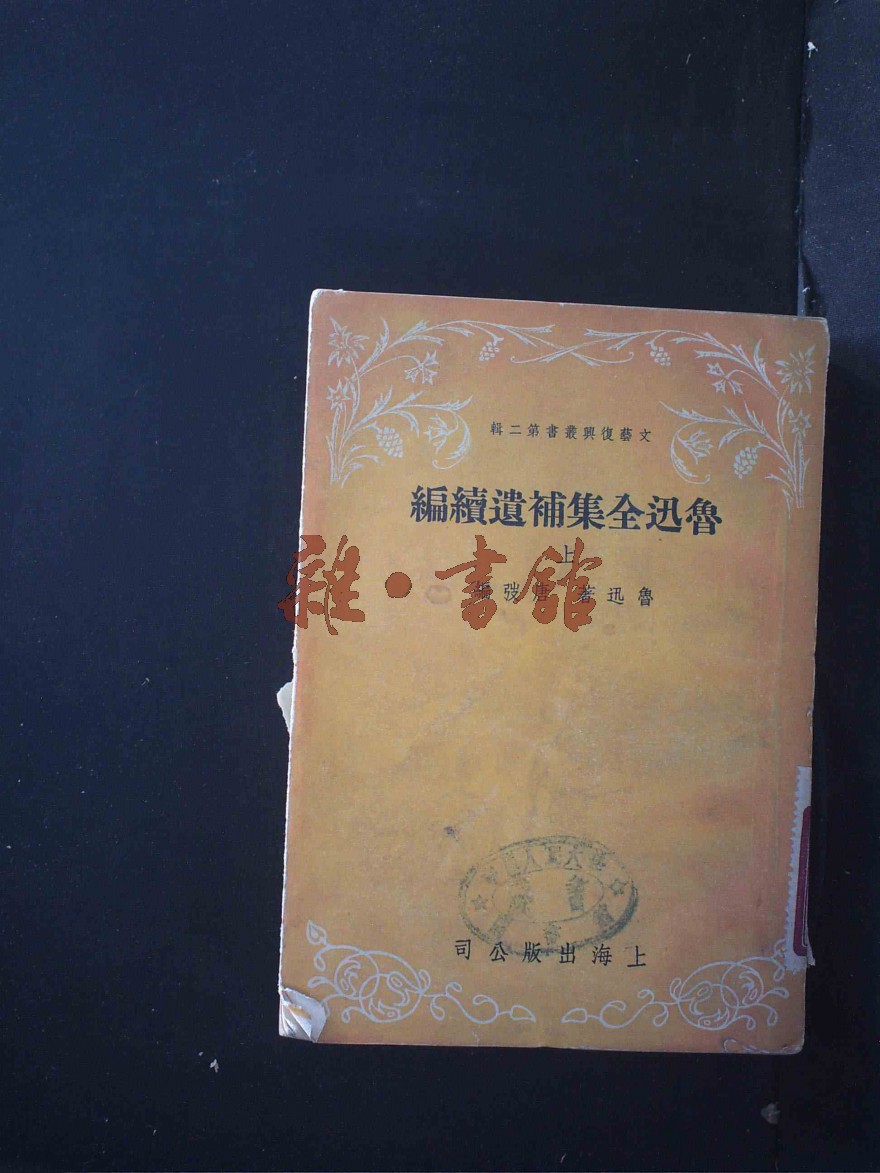 文藝復興叢書第二輯
魯迅全集補遺續編
上
魯迅著 唐弢編
雜·書館
上海出版公司